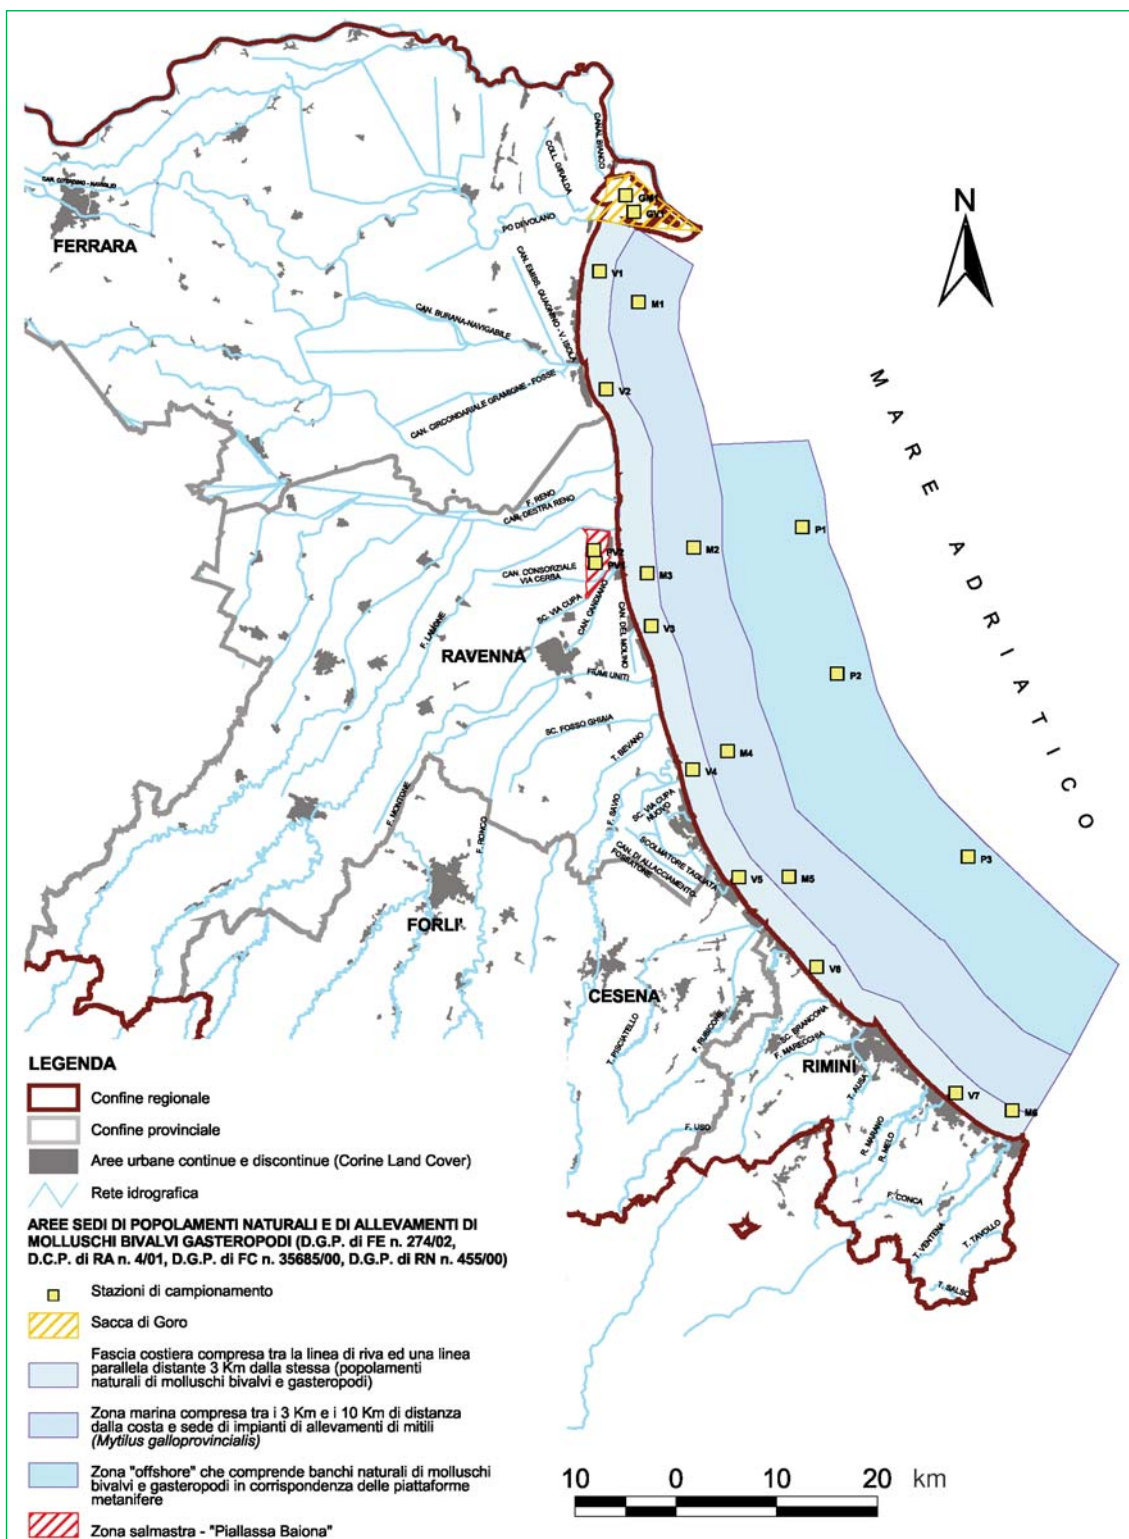 CANAL BIANCO
COLL. GIRALDA
GM1
GV1
FERRARA
PO DI VOLANO
N
V1
M1
CAN. BURANA-NAVIGABILE
V2
CAN. CIRCONDARIALE GRAMIGNE - FOSSE
MARE ADRIATICO
F. RENO
CAN. DESTRA RENO
P1
PV2
PV1
M2
M3
CAN. CONSORZIALE
VIA CERBA
SC. VIA CUPA
CAN. CANDIANO
CAN. DEL MOLINO
V3
F. LAMONE
RAVENNA
FIUMI UNITI
P2
SC. FOSSO GHIAIA
T. BEVANO
M4
V4
F. MONTONE
F. RONCO
F. SAVIO
SC. VIA CUPA
NUOVO
SCOLMATORE TAGLIATA
CAN. DI ALLACCIAMENTO
P3
V5
M5
FORLI'
CESENA
V6
T. PISCIATELLO
F. RUBICONE
SC. BRANCONA
F. MARECCHIA
RIMINI
T. AUSA
V7
M6
F. USO
R. MARANO
R. MELO
F. CONCA
T. VENTENA
T. TAVOLLO
T. SALSO
LEGENDA
Confine regionale
Confine provinciale
Aree urbane continue e discontinue (Corine Land Cover)
Rete idrografica
AREE SEDI DI POPOLAMENTI NATURALI E DI ALLEVAMENTI DI
MOLLUSCHI BIVALVI GASTEROPODI (D.G.P. di FE n. 274/02,
D.C.P. di RA n. 4/01, D.G.P. di FC n. 35685/00, D.G.P. di RN n. 455/00)
Stazioni di campionamento
Sacca di Goro
Fascia costiera compresa tra la linea di riva ed una linea
parallela distante 3 Km dalla stessa (popolamenti
naturali di molluschi bivalvi e gasteropodi)
Zona marina compresa tra i 3 Km e i 10 Km di distanza
dalla costa e sede di impianti di allevamenti di mitili
(Mytilus galloprovincialis)
Zona "offshore" che comprende banchi naturali di molluschi
bivalvi e gasteropodi in corrispondenza delle piattaforme
metanifere
Zona salmastra - "Piallassa Baiona"
10 0 10 20 km